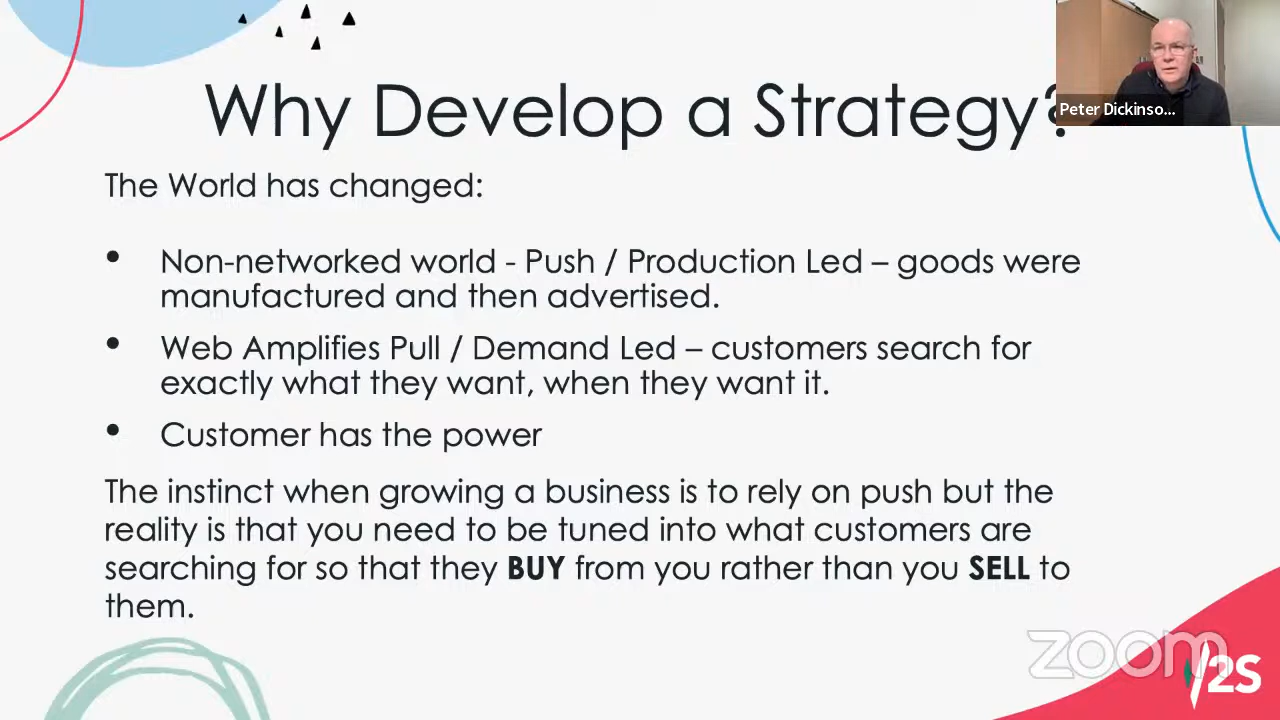 Why Develop a Strategy?
Peter Dickinso...
The World has changed:
• Non-networked world - Push / Production Led – goods were
manufactured and then advertised.
• Web Amplifies Pull / Demand Led – customers search for
exactly what they want, when they want it.
• Customer has the power
The instinct when growing a business is to rely on push but the
reality is that you need to be tuned into what customers are
searching for so that they BUY from you rather than you SELL to
them.
zoom
/2S